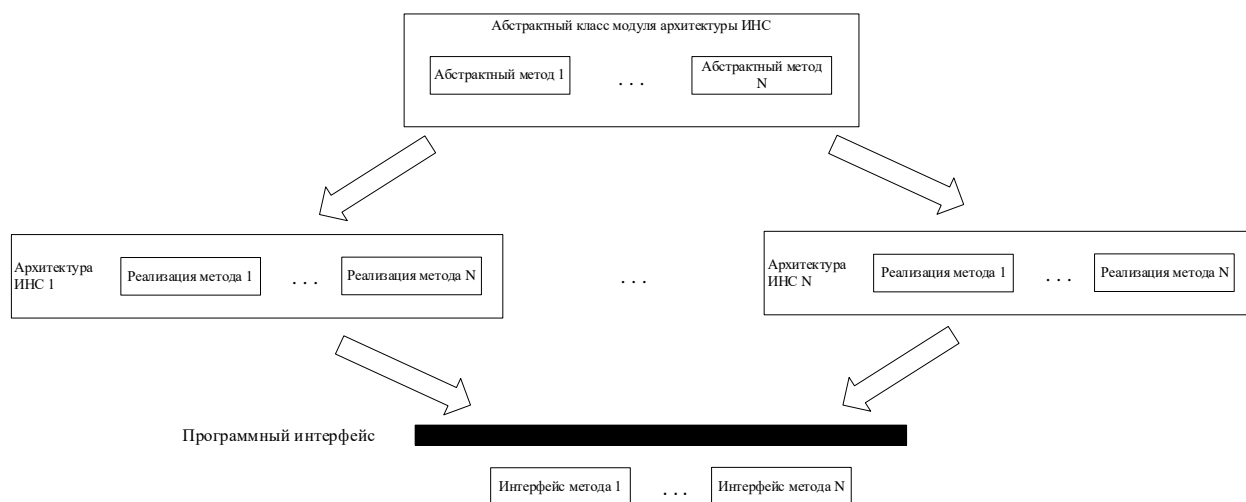 Абстрактный класс модуля архитектуры ИНС
Абстрактный метод 1
. . .
Абстрактный метод
N
Архитектура
ИНС 1
Реализация метода 1
. . .
Реализация метода N
. . .
Архитектура
ИНС N
Реализация метода 1
. . .
Реализация метода N
Программный интерфейс
Интерфейс метода 1
. . .
Интерфейс метода N